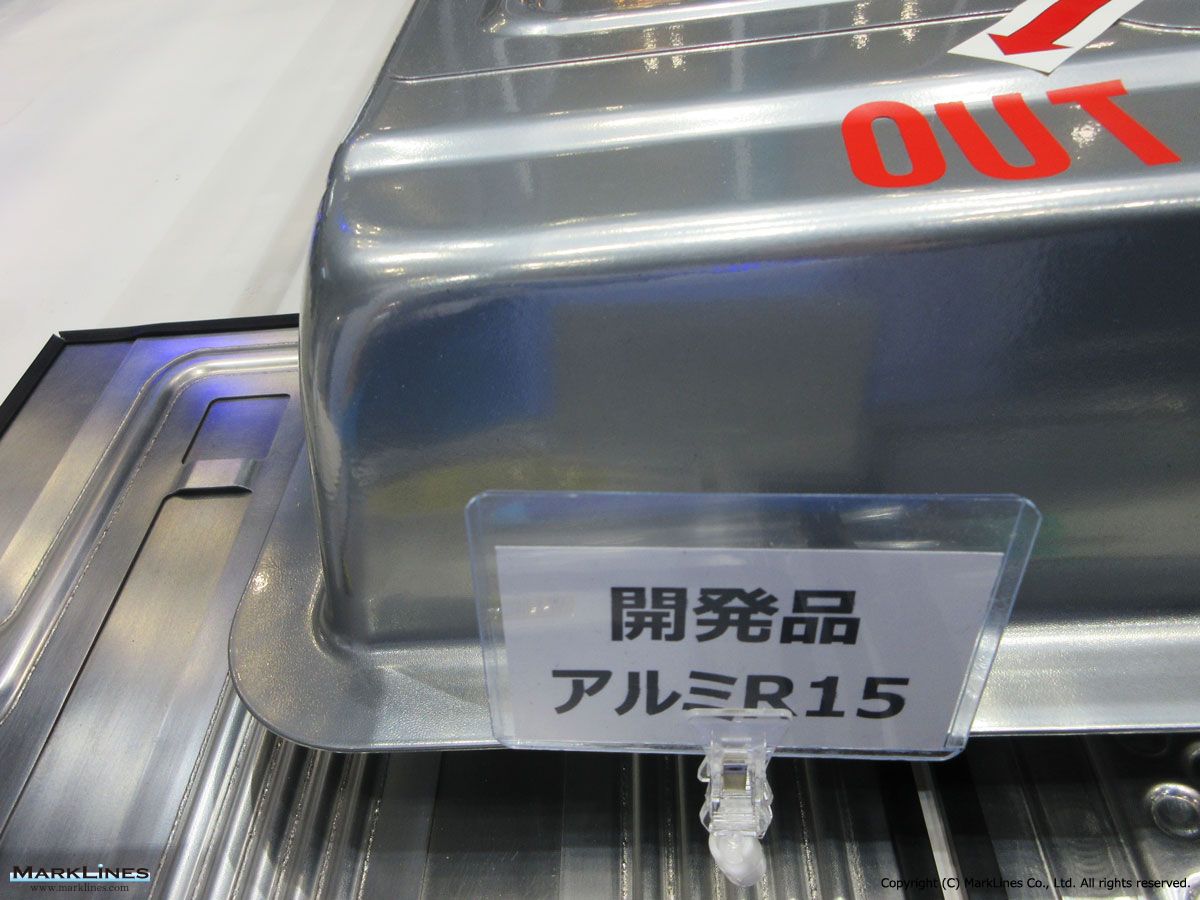 OUT
開発品
アルミR15
MARKLINES
www.marklines.com
Copyright (C) MarkLines Co., Ltd. All rights reserved.